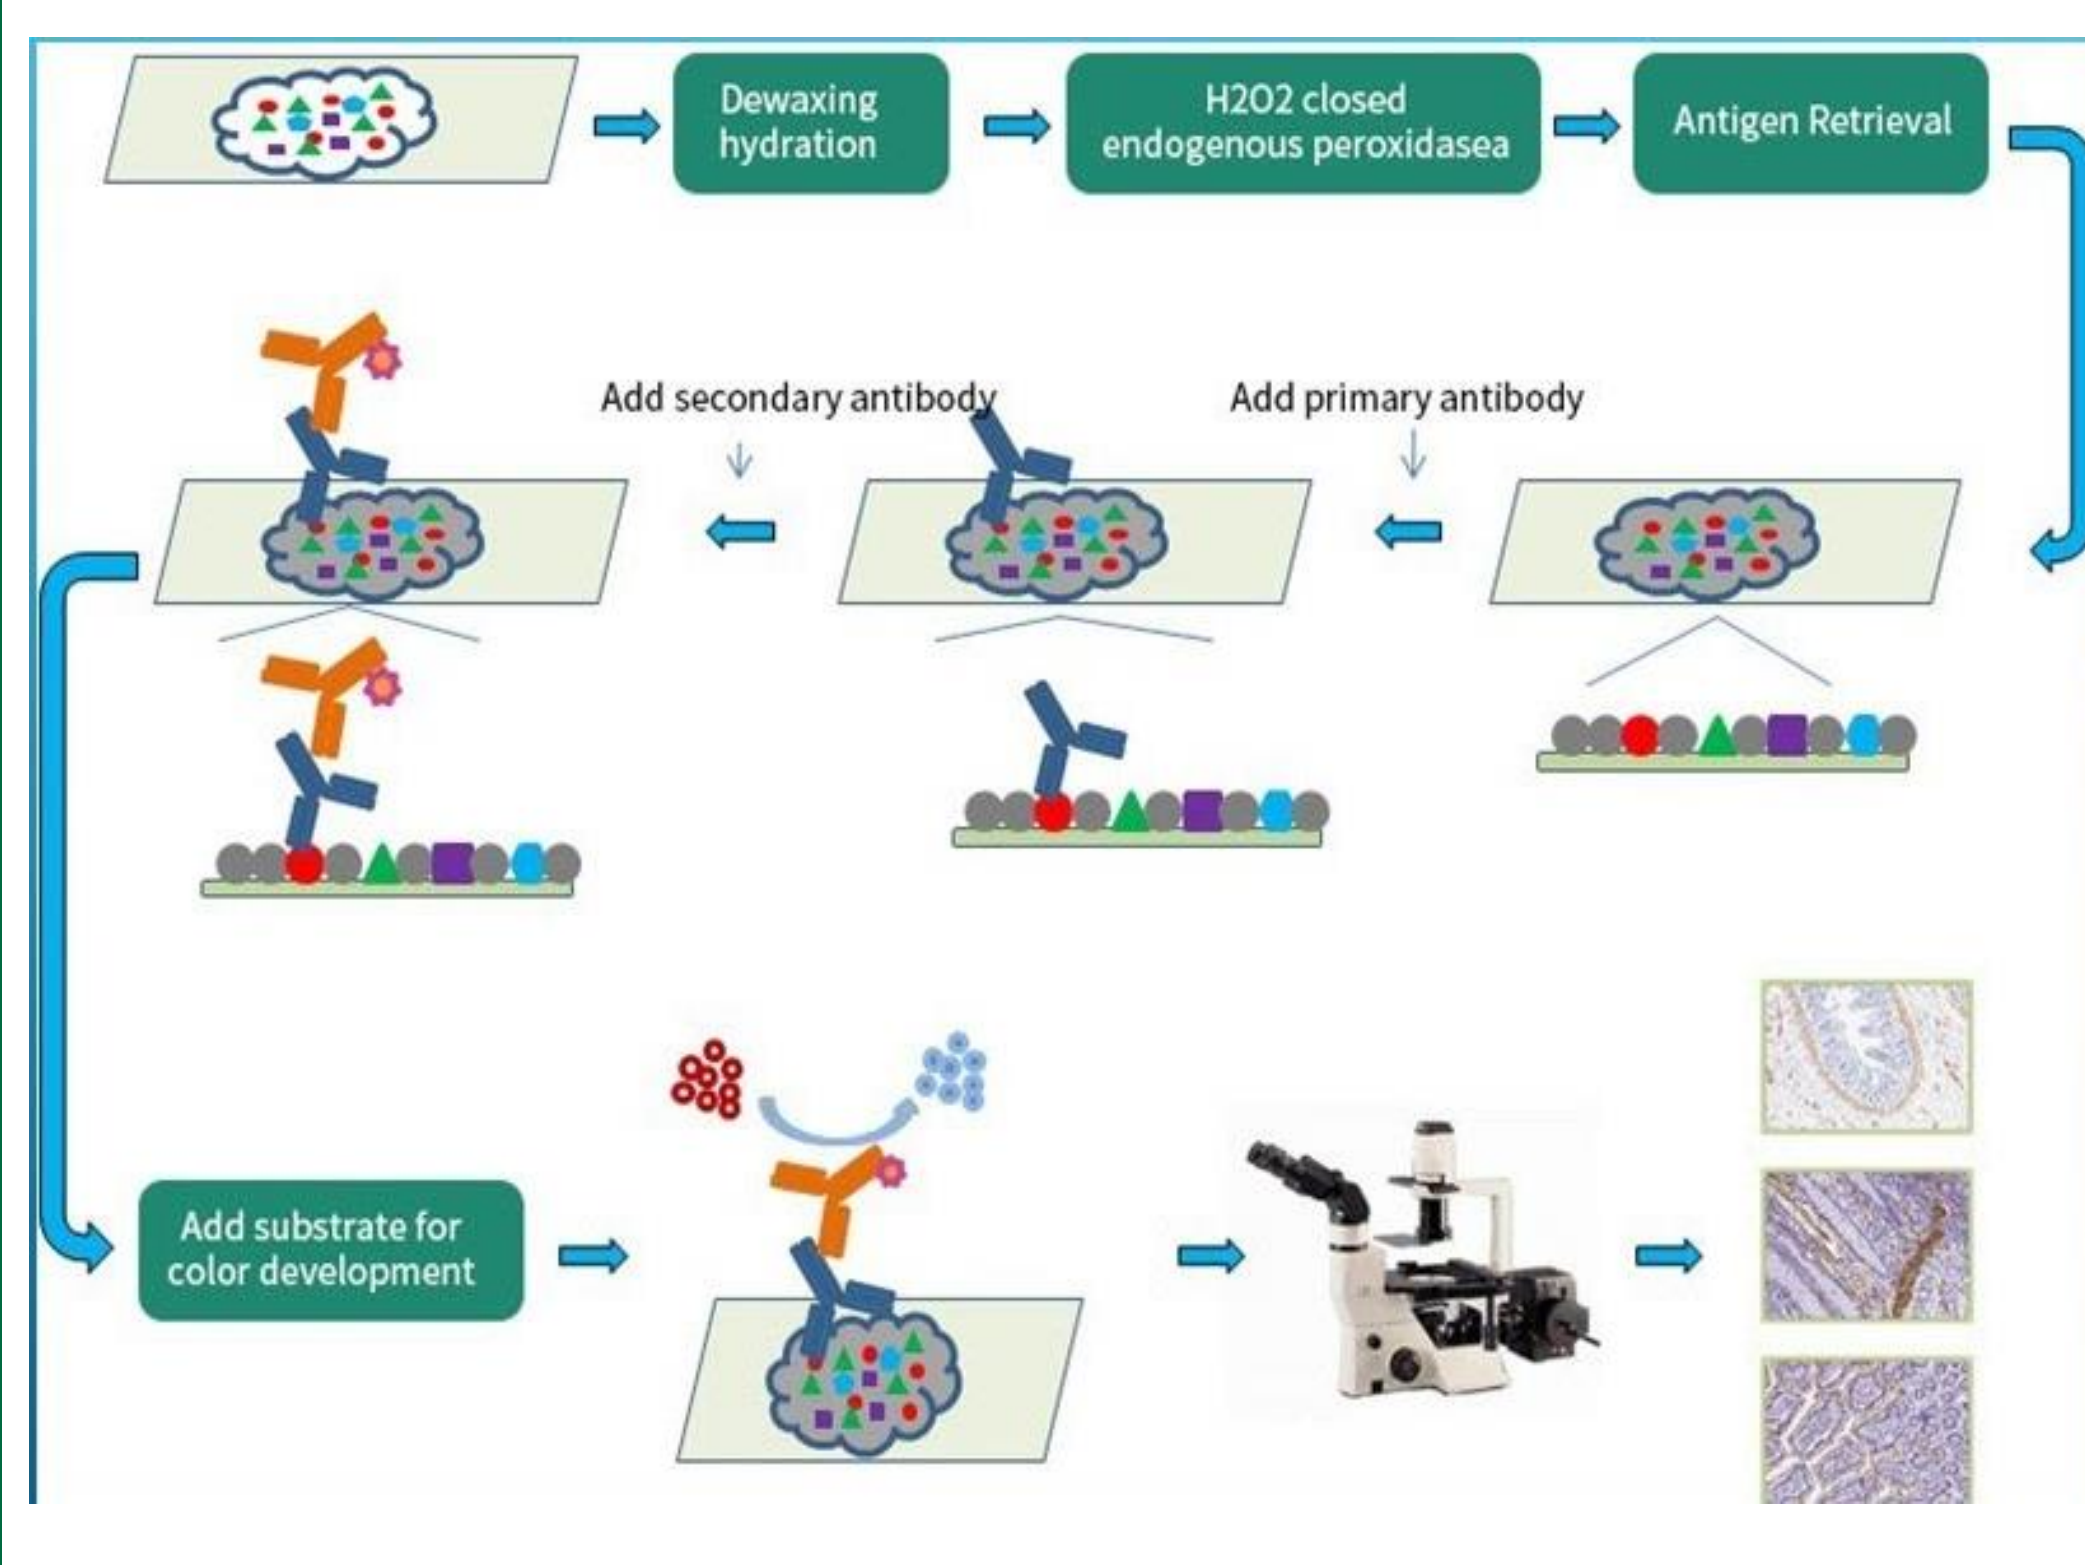 Dewaxing
hydration
H2O2 closed
endogenous peroxidasea
Antigen Retrieval
Add secondary antibody
Add primary antibody
Add substrate for
color development